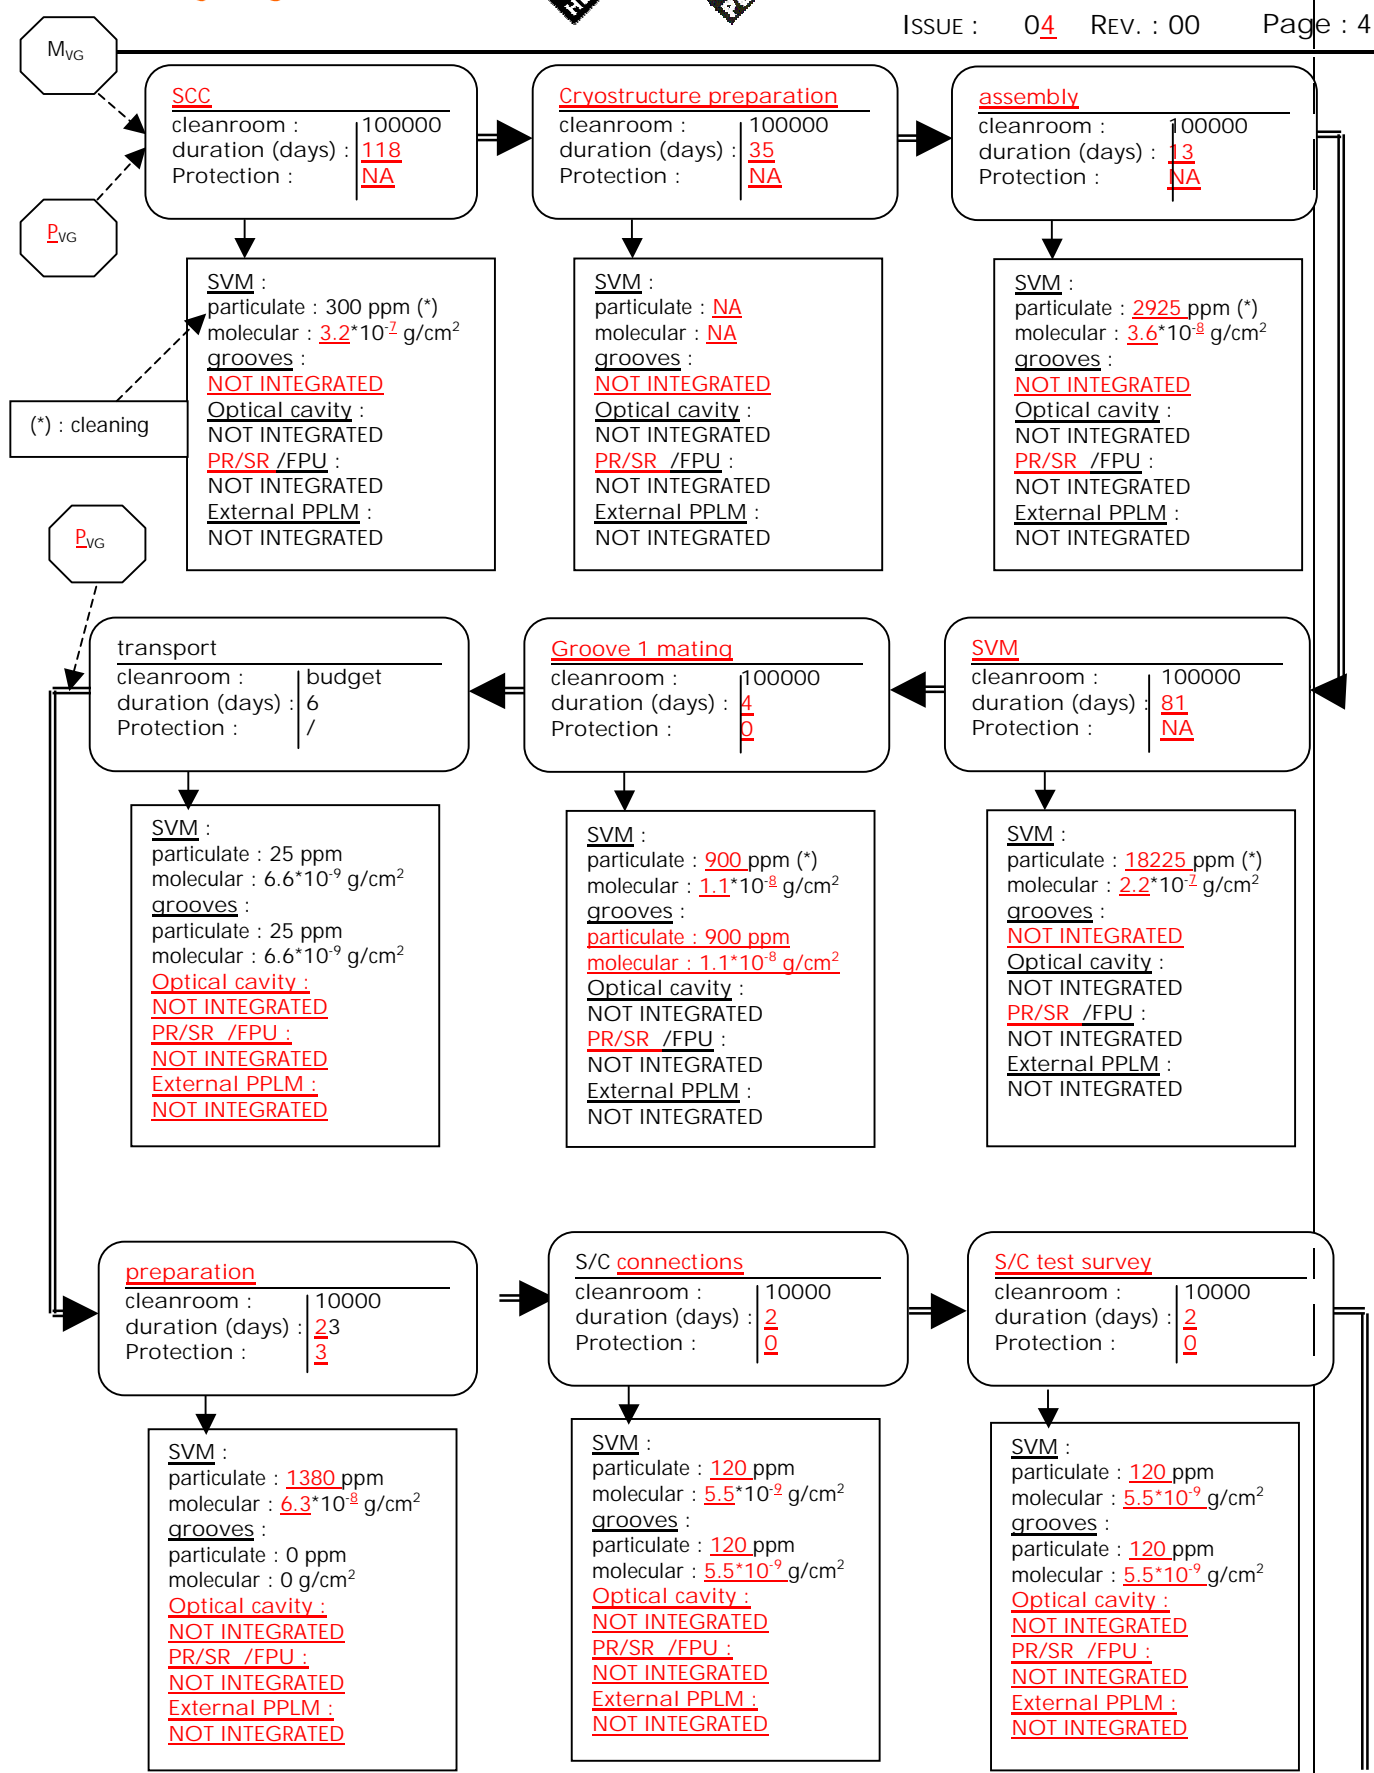 ISSUE : 04 REV. : 00 Page : 4
MVG
SCC
cleanroom : 100000
duration (days) : 118
Protection : NA
Cryostructure preparation
cleanroom : 100000
duration (days) : 35
Protection : NA
assembly
cleanroom : 100000
duration (days) : 13
Protection : NA
PVG
SVM :
particulate : 300 ppm (*)
molecular : 3.2*10-7 g/cm2
grooves :
NOT INTEGRATED
Optical cavity :
NOT INTEGRATED
PR/SR /FPU :
NOT INTEGRATED
External PPLM :
NOT INTEGRATED
SVM :
particulate : NA
molecular : NA
grooves :
NOT INTEGRATED
Optical cavity :
NOT INTEGRATED
PR/SR /FPU :
NOT INTEGRATED
External PPLM :
NOT INTEGRATED
SVM :
particulate : 2925 ppm (*)
molecular : 3.6*10-8 g/cm2
grooves :
NOT INTEGRATED
Optical cavity :
NOT INTEGRATED
PR/SR /FPU :
NOT INTEGRATED
External PPLM :
NOT INTEGRATED
(*) : cleaning
PVG
transport
cleanroom : budget
duration (days) : 6
Protection : /
Groove 1 mating
cleanroom : 100000
duration (days) : 4
Protection : 0
SVM
cleanroom : 100000
duration (days) : 81
Protection : NA
SVM :
particulate : 25 ppm
molecular : 6.6*10-9 g/cm2
grooves :
particulate : 25 ppm
molecular : 6.6*10-9 g/cm2
Optical cavity :
NOT INTEGRATED
PR/SR /FPU :
NOT INTEGRATED
External PPLM :
NOT INTEGRATED
SVM :
particulate : 900 ppm (*)
molecular : 1.1*10-8 g/cm2
grooves :
particulate : 900 ppm
molecular : 1.1*10-8 g/cm2
Optical cavity :
NOT INTEGRATED
PR/SR /FPU :
NOT INTEGRATED
External PPLM :
NOT INTEGRATED
SVM :
particulate : 18225 ppm (*)
molecular : 2.2*10-7 g/cm2
grooves :
NOT INTEGRATED
Optical cavity :
NOT INTEGRATED
PR/SR /FPU :
NOT INTEGRATED
External PPLM :
NOT INTEGRATED
preparation
cleanroom : 10000
duration (days) : 23
Protection : 3
S/C connections
cleanroom : 10000
duration (days) : 2
Protection : 0
S/C test survey
cleanroom : 10000
duration (days) : 2
Protection : 0
SVM :
particulate : 1380 ppm
molecular : 6.3*10-8 g/cm2
grooves :
particulate : 0 ppm
molecular : 0 g/cm2
Optical cavity :
NOT INTEGRATED
PR/SR /FPU :
NOT INTEGRATED
External PPLM :
NOT INTEGRATED
SVM :
particulate : 120 ppm
molecular : 5.5*10-9 g/cm2
grooves :
particulate : 120 ppm
molecular : 5.5*10-9 g/cm2
Optical cavity :
NOT INTEGRATED
PR/SR /FPU :
NOT INTEGRATED
External PPLM :
NOT INTEGRATED
SVM :
particulate : 120 ppm
molecular : 5.5*10-9 g/cm2
grooves :
particulate : 120 ppm
molecular : 5.5*10-9 g/cm2
Optical cavity :
NOT INTEGRATED
PR/SR /FPU :
NOT INTEGRATED
External PPLM :
NOT INTEGRATED